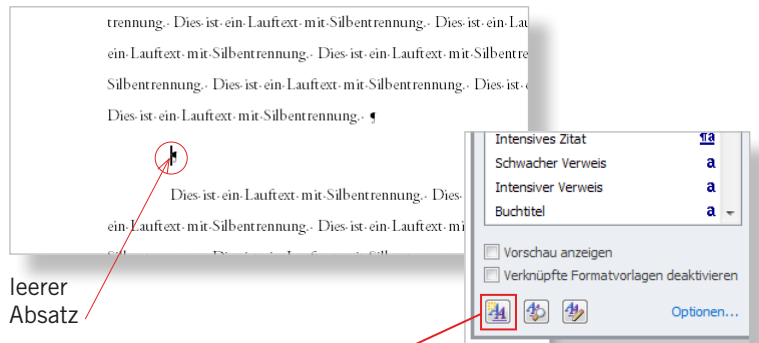 trennung.· Dies·ist·ein·Lauftext·mit·Silbentrennung.· Dies·ist·ein·Lau
ein·Lauftext·mit·Silbentrennung.· Dies·ist·ein·Lauftext·mit·Silbentre
Silbentrennung.· Dies·ist·ein·Lauftext·mit·Silbentrennung.· Dies·ist·
Dies·ist·ein·Lauftext·mit·Silbentrennung.· ¶
¶
Dies·ist·ein·Lauftext·mit·Silbentrennung.· Dies·
ein·Lauftext·mit·Silbentrennung.· Dies·ist·ein·Lauftext·mi
leerer
Absatz
Intensives Zitat ¶a
Schwacher Verweis a
Intensiver Verweis a
Buchtitel a
Vorschau anzeigen
Verknüpfte Formatvorlagen deaktivieren
Optionen...